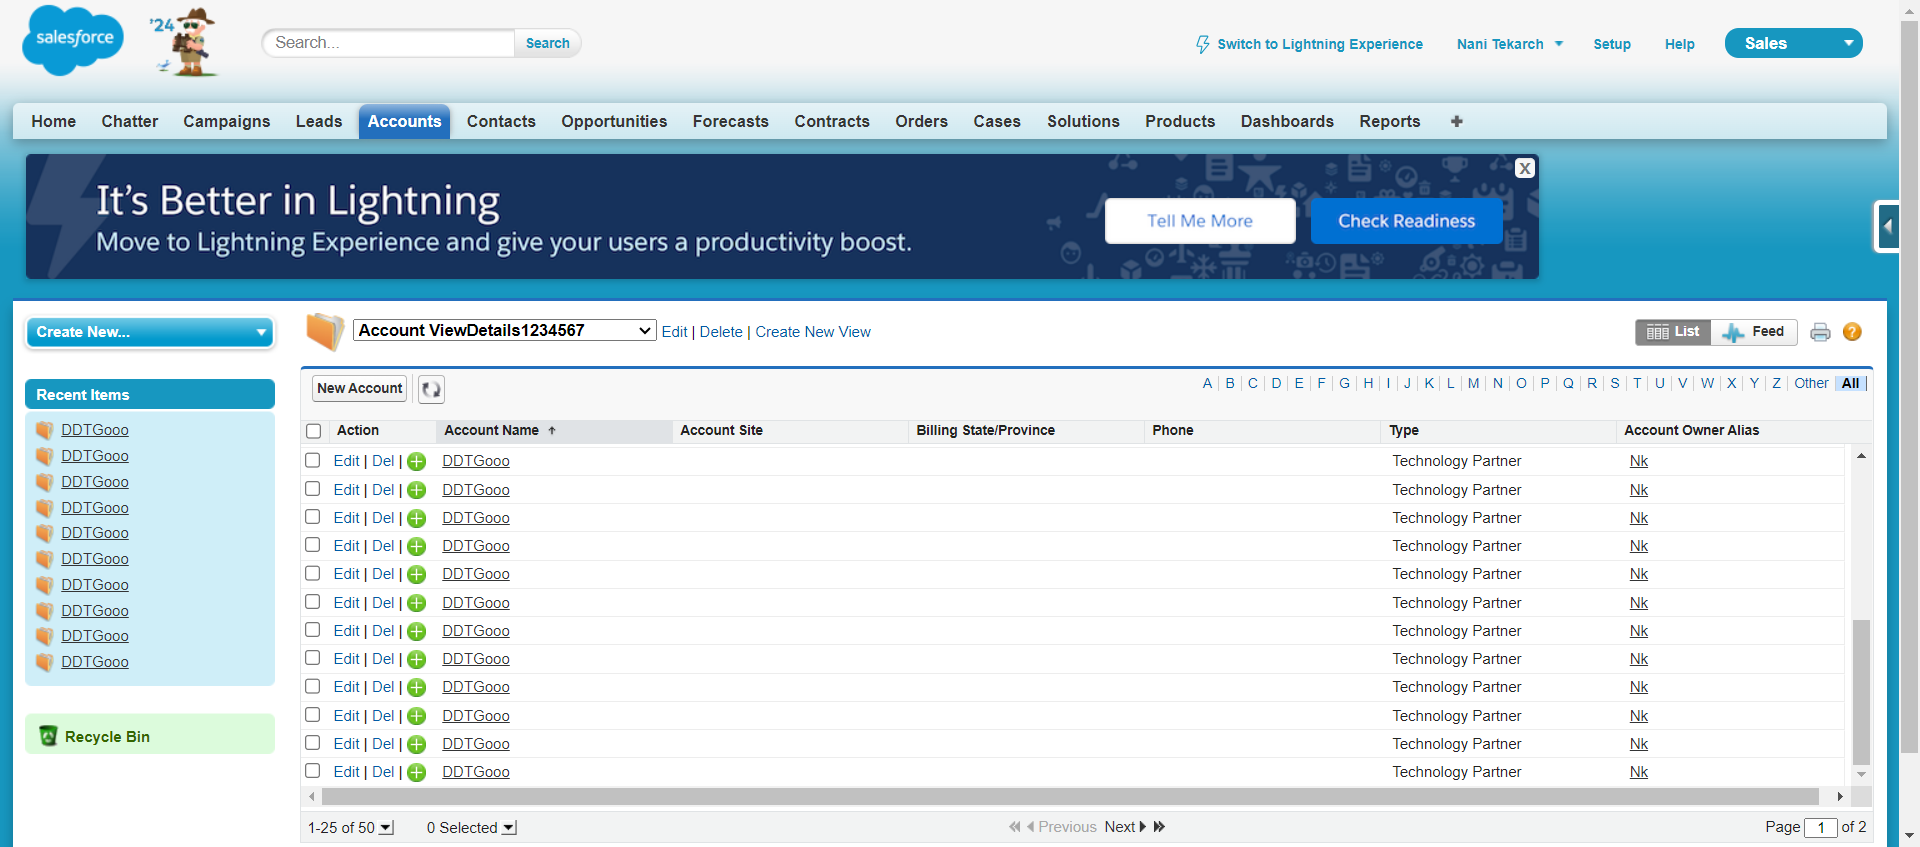 salesforce
'24
Search...
Search
Switch to Lightning Experience
Nani Tekarch
Setup
Help
Sales
Home Chatter Campaigns Leads Accounts Contacts Opportunities Forecasts Contracts Orders Cases Solutions Products Dashboards Reports +
It's Better in Lightning
Move to Lightning Experience and give your users a productivity boost.
Tell Me More
Check Readiness
X
Create New...
Recent Items
DDTGooo
DDTGooo
DDTGooo
DDTGooo
DDTGooo
DDTGooo
DDTGooo
DDTGooo
DDTGooo
DDTGooo
Recycle Bin
Account ViewDetails1234567
Edit | Delete | Create New View
List
Feed
?
New Account
A | B | C | D | E | F | G | H | I | J | K | L | M | N | O | P | Q | R | S | T | U | V | W | X | Y | Z | Other | All |
Action Account Name Account Site Billing State/Province Phone Type Account Owner Alias
Edit | Del | DDTGooo Technology Partner Nk
Edit | Del | DDTGooo Technology Partner Nk
Edit | Del | DDTGooo Technology Partner Nk
Edit | Del | DDTGooo Technology Partner Nk
Edit | Del | DDTGooo Technology Partner Nk
Edit | Del | DDTGooo Technology Partner Nk
Edit | Del | DDTGooo Technology Partner Nk
Edit | Del | DDTGooo Technology Partner Nk
Edit | Del | DDTGooo Technology Partner Nk
Edit | Del | DDTGooo Technology Partner Nk
Edit | Del | DDTGooo Technology Partner Nk
Edit | Del | DDTGooo Technology Partner Nk
1-25 of 50 0 Selected Previous Next Page 1 of 2